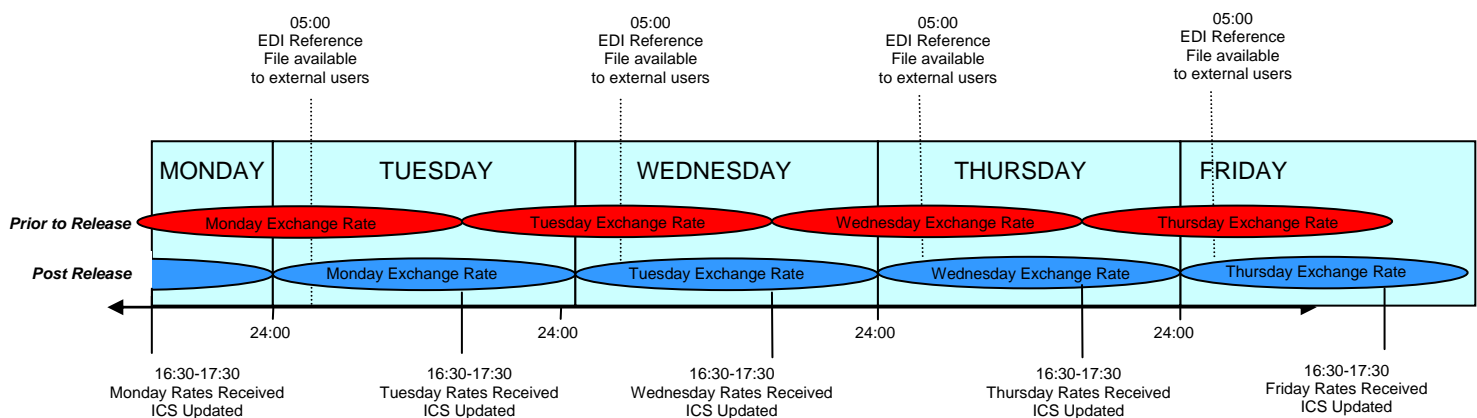 05:00
EDI Reference
File available
to external users
05:00
EDI Reference
File available
to external users
05:00
EDI Reference
File available
to external users
05:00
EDI Reference
File available
to external users
MONDAY
TUESDAY
WEDNESDAY
THURSDAY
FRIDAY
Prior to Release
Monday Exchange Rate
Tuesday Exchange Rate
Wednesday Exchange Rate
Thursday Exchange Rate
Post Release
Monday Exchange Rate
Tuesday Exchange Rate
Wednesday Exchange Rate
Thursday Exchange Rate
24:00
24:00
24:00
24:00
16:30-17:30
Monday Rates Received
ICS Updated
16:30-17:30
Tuesday Rates Received
ICS Updated
16:30-17:30
Wednesday Rates Received
ICS Updated
16:30-17:30
Thursday Rates Received
ICS Updated
16:30-17:30
Friday Rates Received
ICS Updated